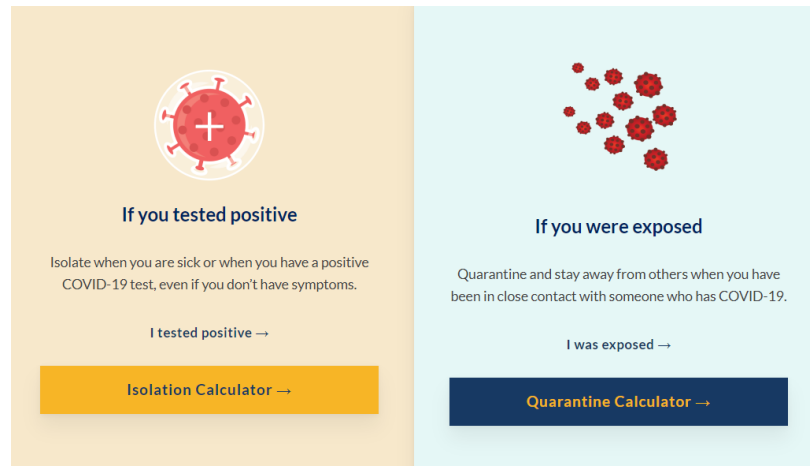 If you tested positive
Isolate when you are sick or when you have a positive
COVID-19 test, even if you don't have symptoms.
I tested positive →
Isolation Calculator →
If you were exposed
Quarantine and stay away from others when you have
been in close contact with someone who has COVID-19.
I was exposed →
Quarantine Calculator →